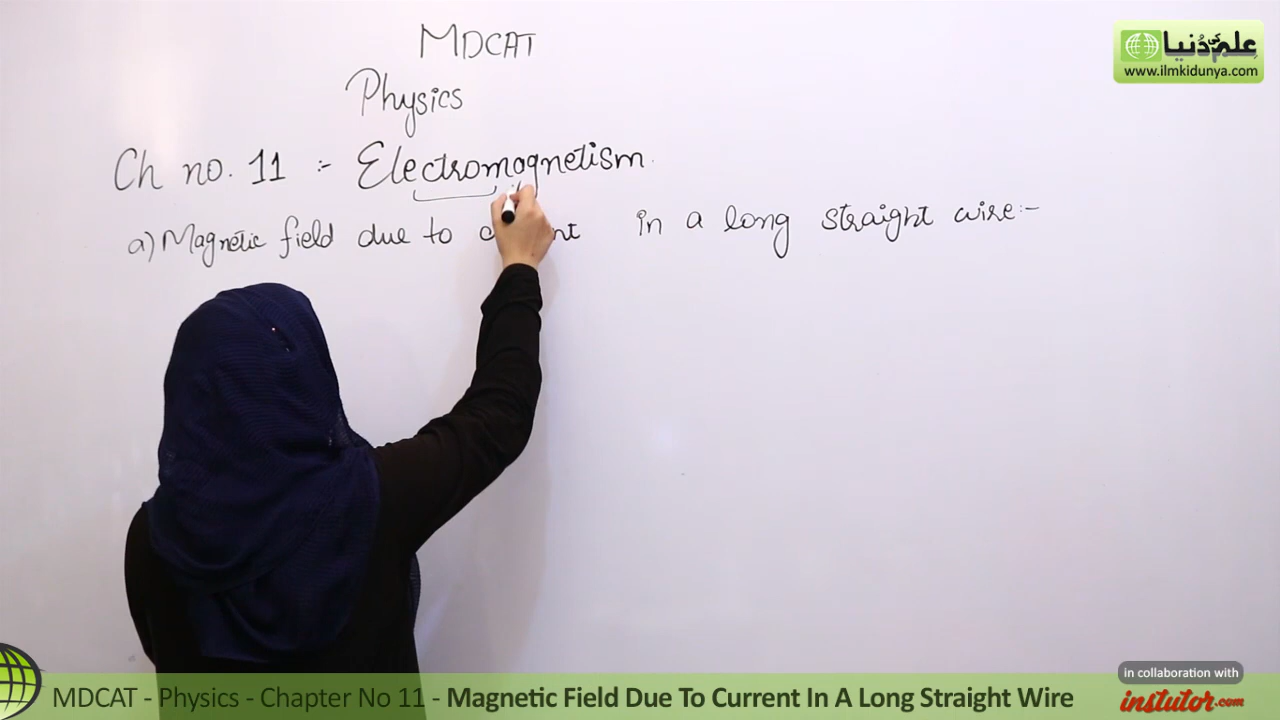 MDCAT
علم کی دُنیا
www.ilmkidunya.com
Physics
Ch no. 11 :- Electromagnetism.
a) Magnetic field due to in a long straight wire:-
in collaboration with
instutor.com
MDCAT - Physics - Chapter No 11 - Magnetic Field Due To Current In A Long Straight Wire